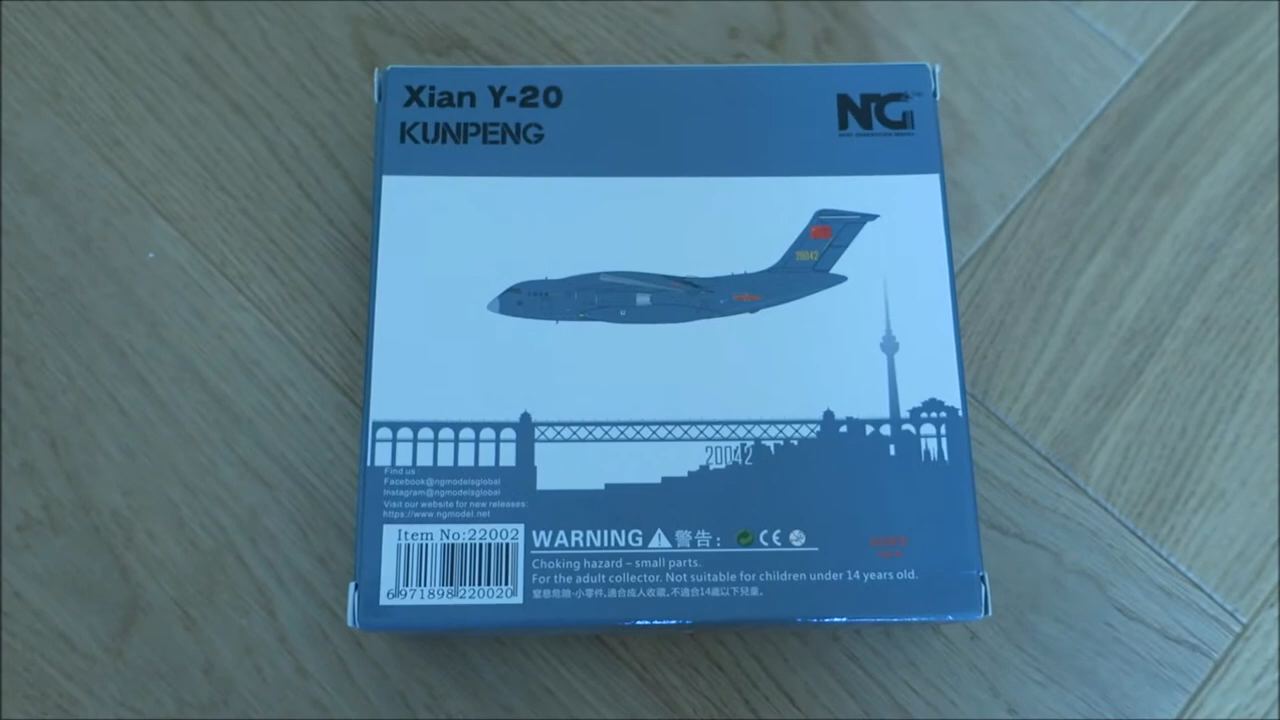 Xian Y-20
KUNPENG
NG
20042
20042
Find us :
Facebook@ngmodelsglobal
Instagram@ngmodelsglobal
Visit our website for new releases:
https://www.ngmodel.net
Item No:22002
6 971898 220020
WARNING 警告：
CE
Choking hazard – small parts.
For the adult collector. Not suitable for children under 14 years old.
窒息危險-小零件,適合成人收藏,不適合14歲以下兒童。